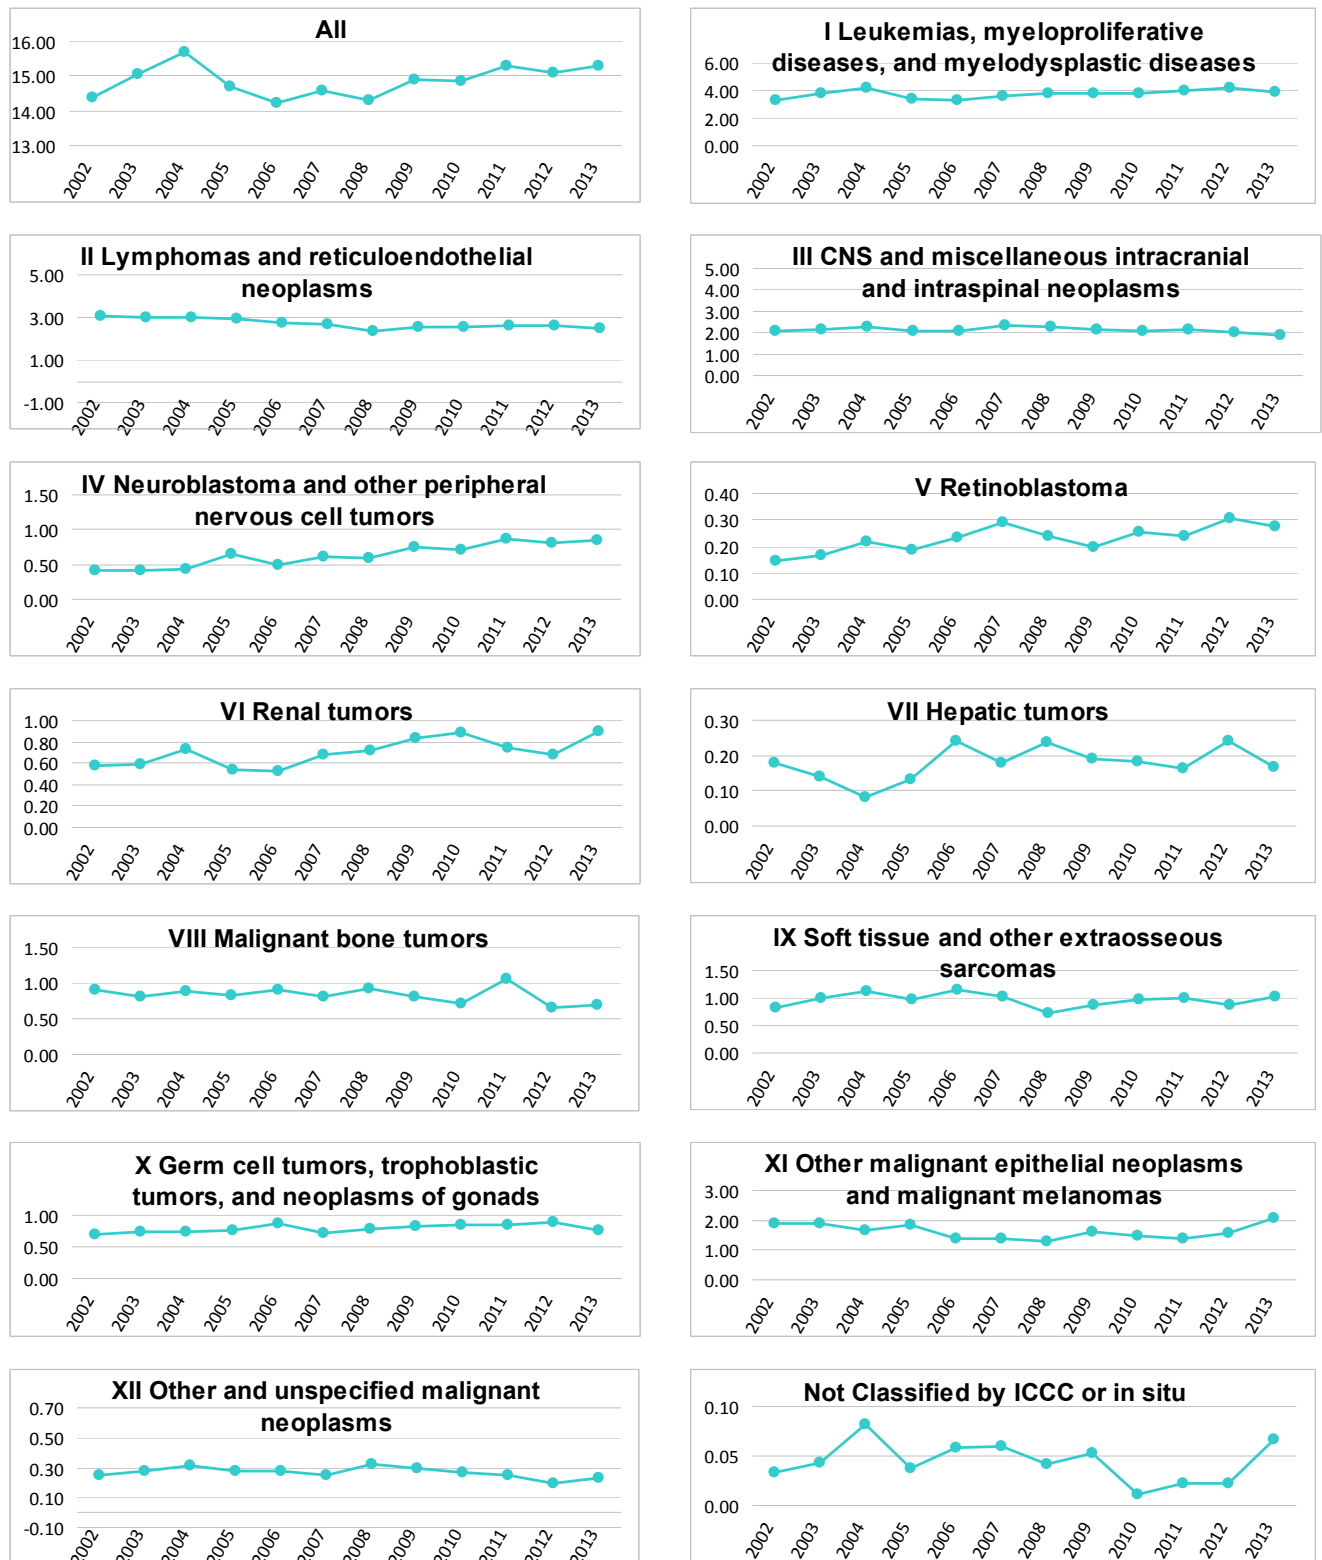 All
16.00
15.00
14.00
13.00
2002 2003 2004 2005 2006 2007 2008 2009 2010 2011 2012 2013
I Leukemias, myeloproliferative
diseases, and myelodysplastic diseases
6.00
4.00
2.00
0.00
2002 2003 2004 2005 2006 2007 2008 2009 2010 2011 2012 2013
II Lymphomas and reticuloendothelial
neoplasms
5.00
3.00
1.00
-1.00
2002 2003 2004 2005 2006 2007 2008 2009 2010 2011 2012 2013
III CNS and miscellaneous intracranial
and intraspinal neoplasms
5.00
4.00
3.00
2.00
1.00
0.00
2002 2003 2004 2005 2006 2007 2008 2009 2010 2011 2012 2013
IV Neuroblastoma and other peripheral
nervous cell tumors
1.50
1.00
0.50
0.00
2002 2003 2004 2005 2006 2007 2008 2009 2010 2011 2012 2013
V Retinoblastoma
0.40
0.30
0.20
0.10
0.00
2002 2003 2004 2005 2006 2007 2008 2009 2010 2011 2012 2013
VI Renal tumors
1.00
0.80
0.60
0.40
0.20
0.00
2002 2003 2004 2005 2006 2007 2008 2009 2010 2011 2012 2013
VII Hepatic tumors
0.30
0.20
0.10
0.00
2002 2003 2004 2005 2006 2007 2008 2009 2010 2011 2012 2013
VIII Malignant bone tumors
1.50
1.00
0.50
0.00
2002 2003 2004 2005 2006 2007 2008 2009 2010 2011 2012 2013
IX Soft tissue and other extraosseous
sarcomas
1.50
1.00
0.50
0.00
2002 2003 2004 2005 2006 2007 2008 2009 2010 2011 2012 2013
X Germ cell tumors, trophoblastic
tumors, and neoplasms of gonads
1.00
0.50
0.00
2002 2003 2004 2005 2006 2007 2008 2009 2010 2011 2012 2013
XI Other malignant epithelial neoplasms
and malignant melanomas
3.00
2.00
1.00
0.00
2002 2003 2004 2005 2006 2007 2008 2009 2010 2011 2012 2013
XII Other and unspecified malignant
neoplasms
0.70
0.50
0.30
0.10
-0.10
2002 2003 2004 2005 2006 2007 2008 2009 2010 2011 2012 2013
Not Classified by ICCC or in situ
0.10
0.05
0.00
2002 2003 2004 2005 2006 2007 2008 2009 2010 2011 2012 2013